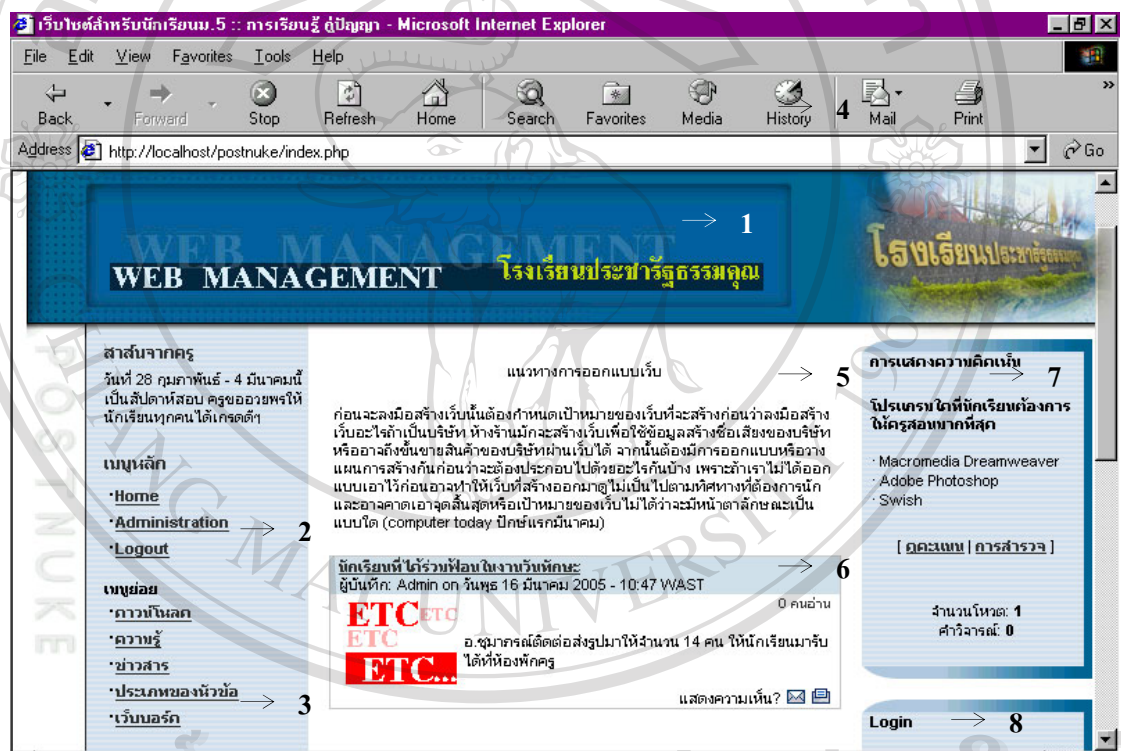 เว็บไซต์สำหรับนักเรียนม.5 :: การเรียนรู้ คู่ปัญญา - Microsoft Internet Explorer
File Edit View Favorites Tools Help
Back Forward Stop Refresh Home Search Favorites Media History 4 Mail Print
Address http://localhost/postnuke/index.php Go
1
WEB MANAGEMENT
WEB MANAGEMENT โรงเรียนประชารัฐธรรมคุณ
โรงเรียนประชารัฐธรรมคุณ
POSTNUKE
สาส์นจากครู
วันที่ 28 กุมภาพันธ์ - 4 มีนาคมนี้
เป็นสัปดาห์สอบ ครูขออวยพรให้
นักเรียนทุกคนได้เกรดดีๆ
เมนูหลัก
·Home
·Administration 2
·Logout
เมนูย่อย
·ดาวน์โหลด
·ความรู้
·ข่าวสาร
·ประเภทของหัวข้อ
·เว็บบอร์ด 3
แนวทางการออกแบบเว็บ 5
ก่อนจะลงมือสร้างเว็บนั้นต้องกำหนดเป้าหมายของเว็บที่จะสร้างก่อนว่าลงมือสร้าง
เว็บอะไรถ้าเป็นบริษัท ห้างร้านมักจะสร้างเว็บเพื่อใช้ข้อมูลสร้างชื่อเสียงของบริษัท
หรืออาจถึงขั้นขายสินค้าของบริษัทผ่านเว็บได้ จากนั้นต้องมีการออกแบบหรือวาง
แผนการสร้างกันก่อนว่าจะต้องประกอบไปด้วยอะไรกันบ้าง เพราะถ้าเราไม่ได้ออก
แบบเอาไว้ก่อนอาจทำให้เว็บที่สร้างออกมาดูไม่เป็นไปตามทิศทางที่ต้องการนัก
และอาจคาดเอาจุดสิ้นสุดหรือเป้าหมายของเว็บไม่ได้ว่าจะมีหน้าตาลักษณะเป็น
แบบใด (computer today ปักษ์แรกมีนาคม)
นักเรียนที่ได้ร่วมฟ้อนในงานวันทักษะ 6
ผู้บันทึก: Admin on วันพุธ 16 มีนาคม 2005 - 10:47 WAST
0 คนอ่าน
ETC ETC
ETC
ETC...
อ.ชุมาภรณ์ติดต่อส่งรูปมาให้จำนวน 14 คน ให้นักเรียนมารับ
ได้ที่ห้องพักครู
แสดงความเห็น?
การแสดงความคิดเห็น
7
โปรแกรมใดที่นักเรียนต้องการ
ให้ครูสอนมากที่สุด
· Macromedia Dreamweaver
· Adobe Photoshop
· Swish
[ ดูคะแนน | การสำรวจ ]
จำนวนโหวต: 1
คำวิจารณ์: 0
Login 8